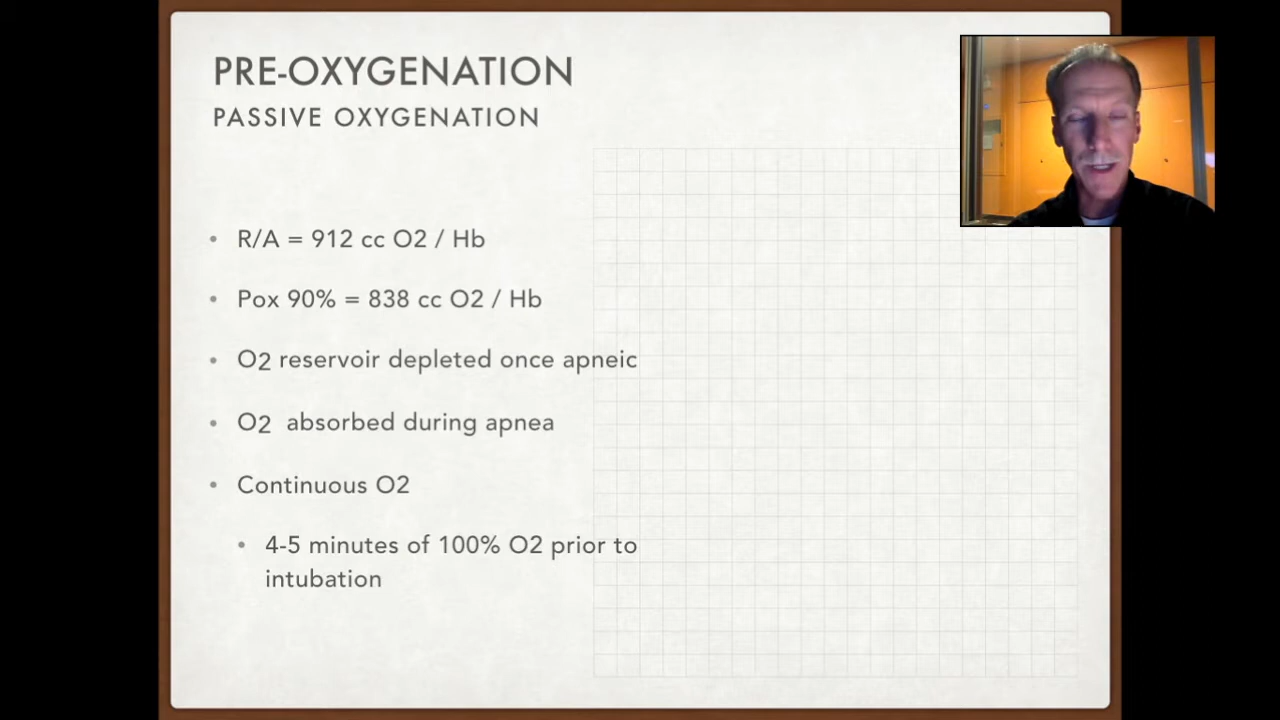 PRE-OXYGENATION
PASSIVE OXYGENATION
• R/A = 912 cc O2 / Hb
• Pox 90% = 838 cc O2 / Hb
• O2 reservoir depleted once apneic
• O2 absorbed during apnea
• Continuous O2
• 4-5 minutes of 100% O2 prior to
intubation